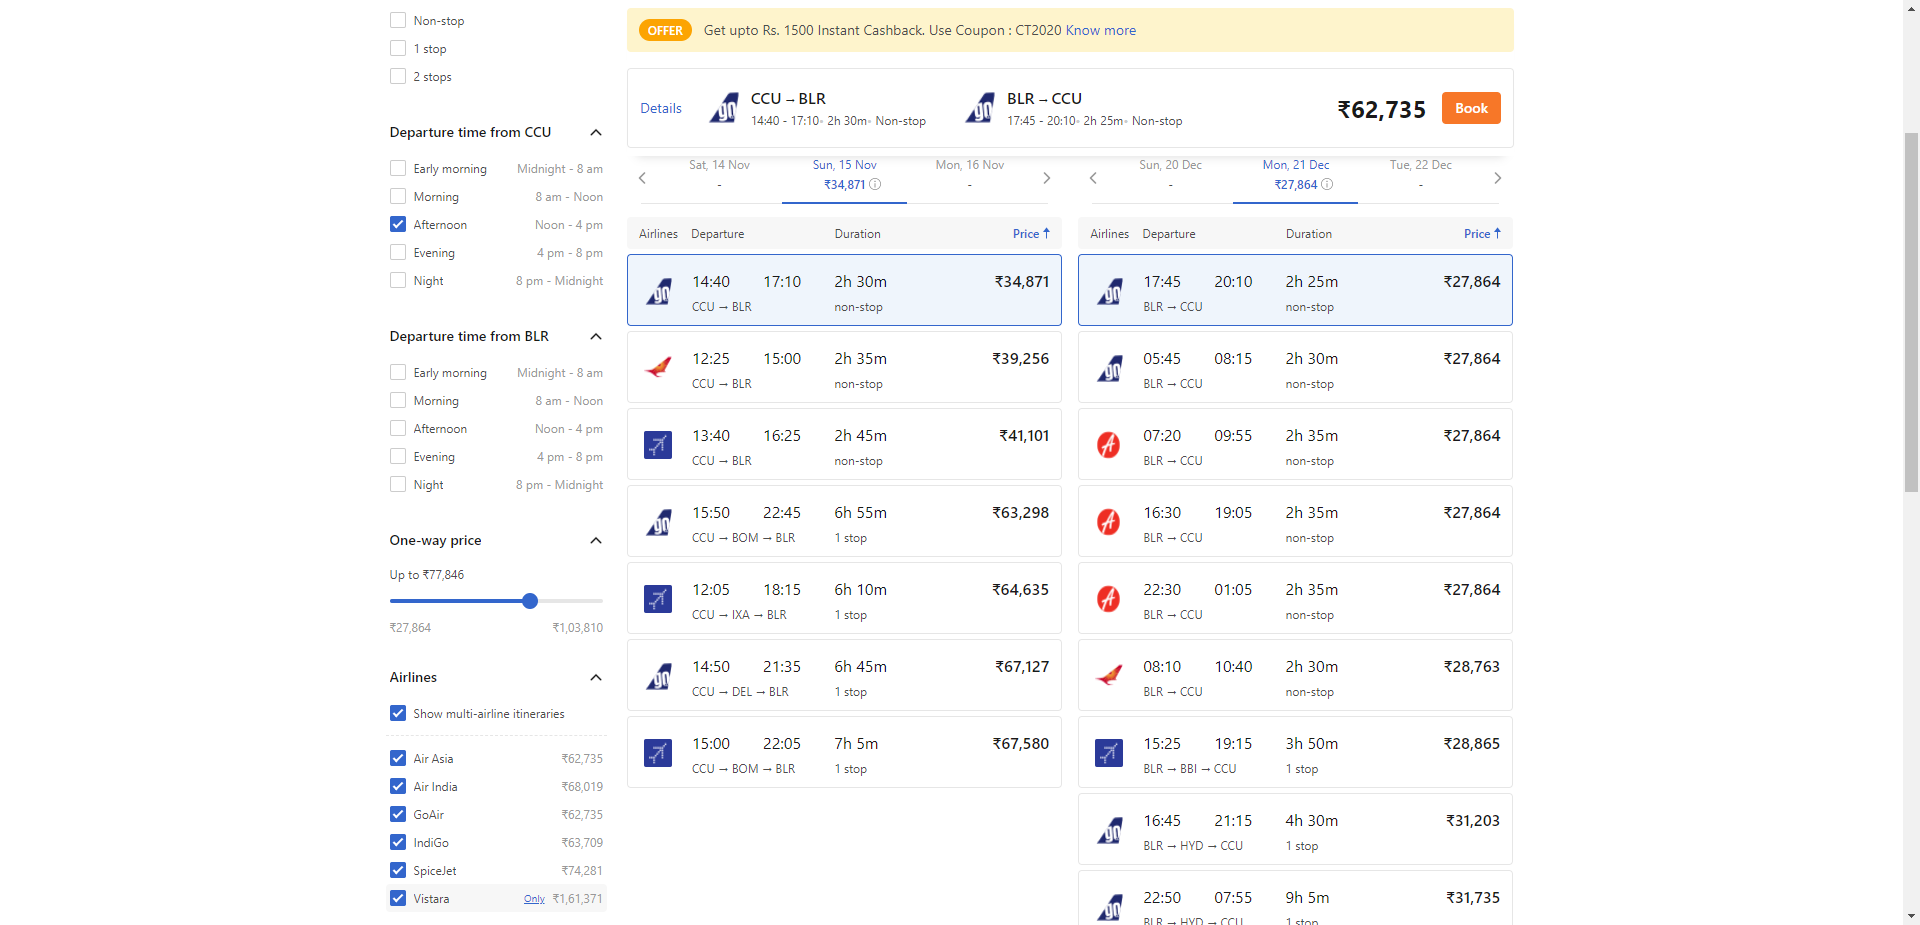 Non-stop
1 stop
2 stops
Departure time from CCU
Early morning Midnight - 8 am
Morning 8 am - Noon
Afternoon Noon - 4 pm
Evening 4 pm - 8 pm
Night 8 pm - Midnight
Departure time from BLR
Early morning Midnight - 8 am
Morning 8 am - Noon
Afternoon Noon - 4 pm
Evening 4 pm - 8 pm
Night 8 pm - Midnight
One-way price
Up to ₹77,846
₹27,864 ₹1,03,810
Airlines
Show multi-airline itineraries
Air Asia ₹62,735
Air India ₹68,019
GoAir ₹62,735
IndiGo ₹63,709
SpiceJet ₹74,281
Vistara Only ₹1,61,371
OFFER Get upto Rs. 1500 Instant Cashback. Use Coupon : CT2020 Know more
Details
go
CCU → BLR
14:40 - 17:10• 2h 30m• Non-stop
go
BLR → CCU
17:45 - 20:10• 2h 25m• Non-stop
₹62,735
Book
Sat, 14 Nov Sun, 15 Nov Mon, 16 Nov
- ₹34,871 -
Airlines Departure Duration Price ↑
go 14:40 17:10 2h 30m ₹34,871
CCU → BLR non-stop
12:25 15:00 2h 35m ₹39,256
CCU → BLR non-stop
13:40 16:25 2h 45m ₹41,101
CCU → BLR non-stop
go 15:50 22:45 6h 55m ₹63,298
CCU → BOM → BLR 1 stop
12:05 18:15 6h 10m ₹64,635
CCU → IXA → BLR 1 stop
go 14:50 21:35 6h 45m ₹67,127
CCU → DEL → BLR 1 stop
15:00 22:05 7h 5m ₹67,580
CCU → BOM → BLR 1 stop
Sun, 20 Dec Mon, 21 Dec Tue, 22 Dec
- ₹27,864 -
Airlines Departure Duration Price ↑
go 17:45 20:10 2h 25m ₹27,864
BLR → CCU non-stop
go 05:45 08:15 2h 30m ₹27,864
BLR → CCU non-stop
07:20 09:55 2h 35m ₹27,864
BLR → CCU non-stop
16:30 19:05 2h 35m ₹27,864
BLR → CCU non-stop
22:30 01:05 2h 35m ₹27,864
BLR → CCU non-stop
08:10 10:40 2h 30m ₹28,763
BLR → CCU non-stop
15:25 19:15 3h 50m ₹28,865
BLR → BBI → CCU 1 stop
go 16:45 21:15 4h 30m ₹31,203
BLR → HYD → CCU 1 stop
go 22:50 07:55 9h 5m ₹31,735
BLR → HYD → CCU 1 stop